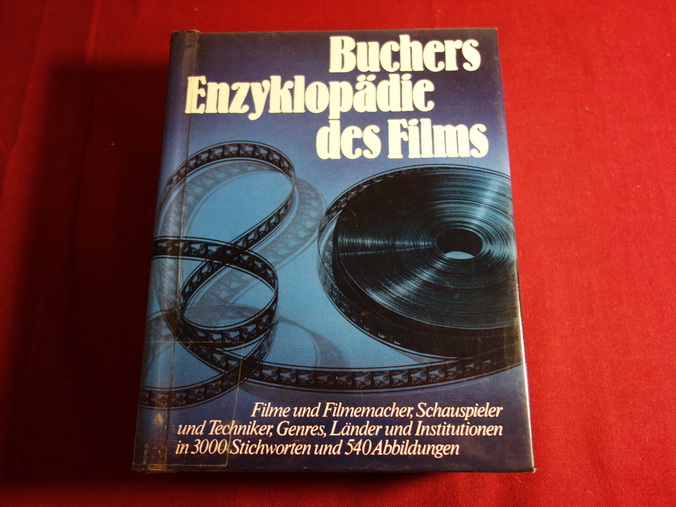 Buchers
Enzyklopädie
des Films
Filme und Filmemacher, Schauspieler
und Techniker, Genres, Länder und Institutionen
in 3000 Stichworten und 540 Abbildungen